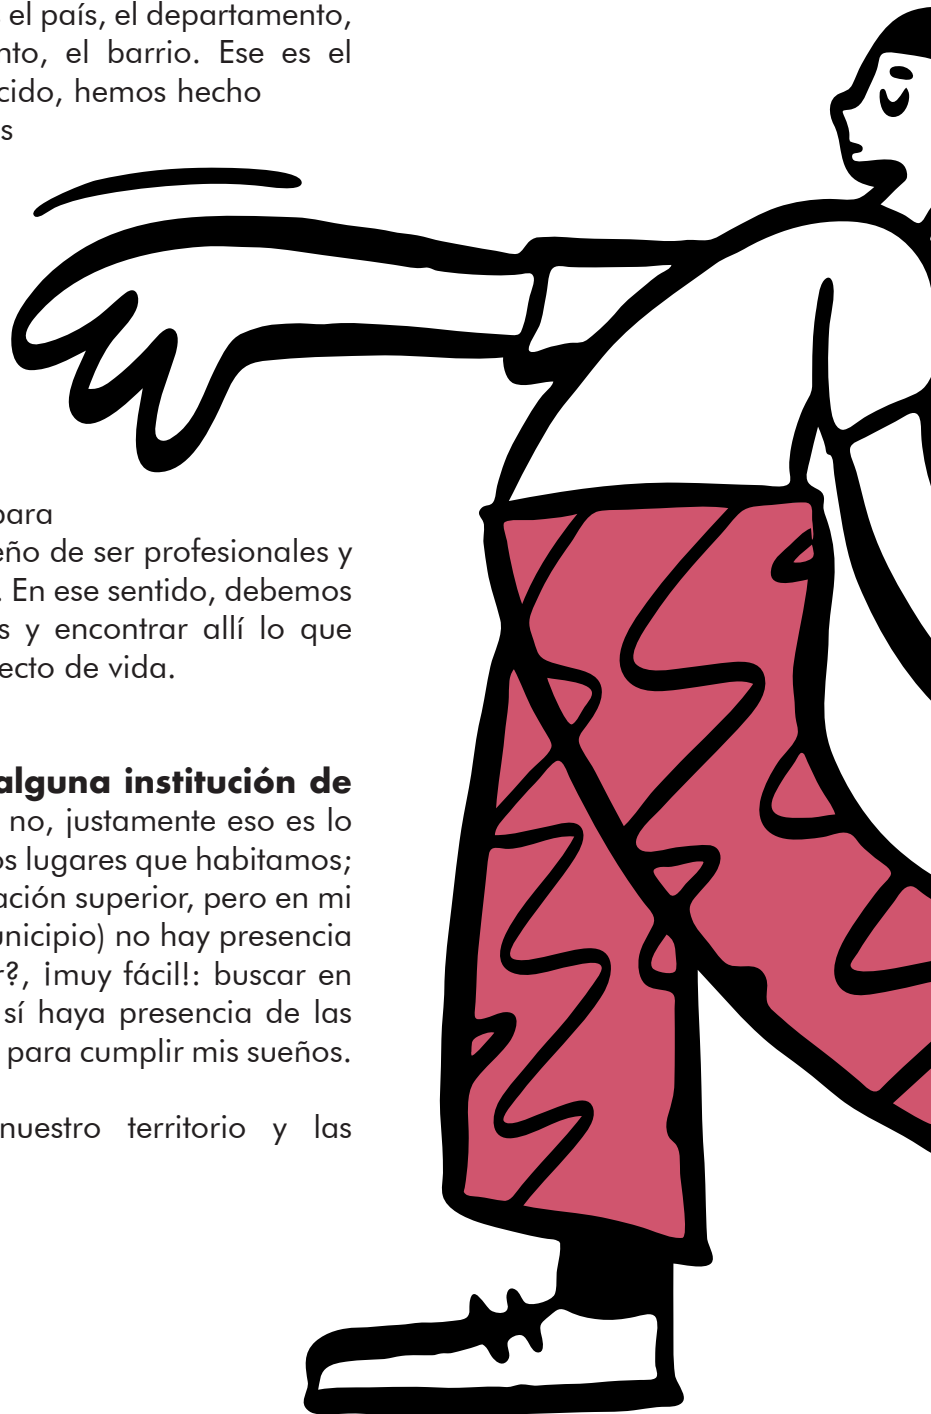 el país, el departamento,
nto, el barrio. Ese es el
cido, hemos hecho
s
para
eño de ser profesionales y
. En ese sentido, debemos
s y encontrar allí lo que
ecto de vida.
alguna institución de
no, justamente eso es lo
os lugares que habitamos;
ación superior, pero en mi
unicipio) no hay presencia
r?, ¡muy fácil!: buscar en
sí haya presencia de las
para cumplir mis sueños.
nuestro territorio y las